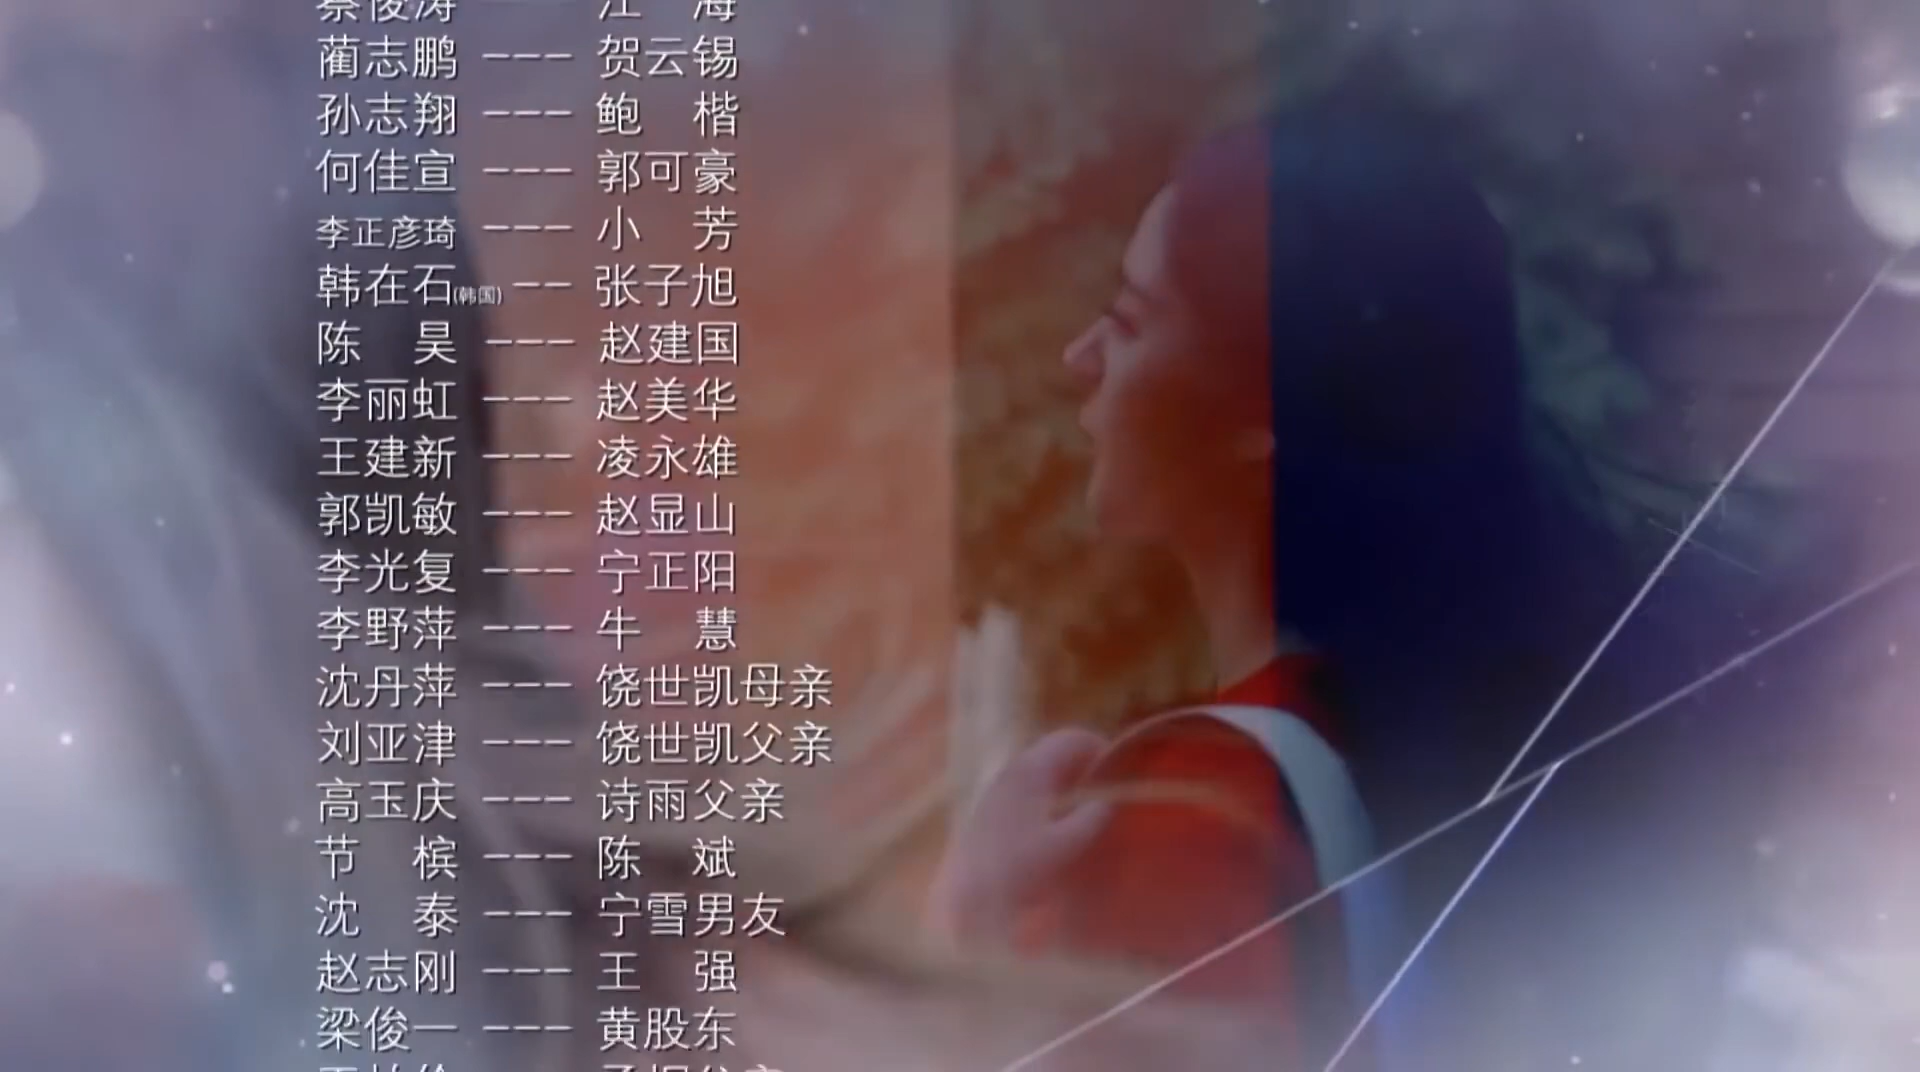 蔡俊涛 --- 江　海
蔺志鹏 --- 贺云锡
孙志翔 --- 鲍　楷
何佳宣 --- 郭可豪
李正彦琦 --- 小　芳
韩在石(韩国) -- 张子旭
陈　昊 --- 赵建国
李丽虹 --- 赵美华
王建新 --- 凌永雄
郭凯敏 --- 赵显山
李光复 --- 宁正阳
李野萍 --- 牛　慧
沈丹萍 --- 饶世凯母亲
刘亚津 --- 饶世凯父亲
高玉庆 --- 诗雨父亲
节　槟 --- 陈　斌
沈　泰 --- 宁雪男友
赵志刚 --- 王　强
梁俊一 --- 黄股东